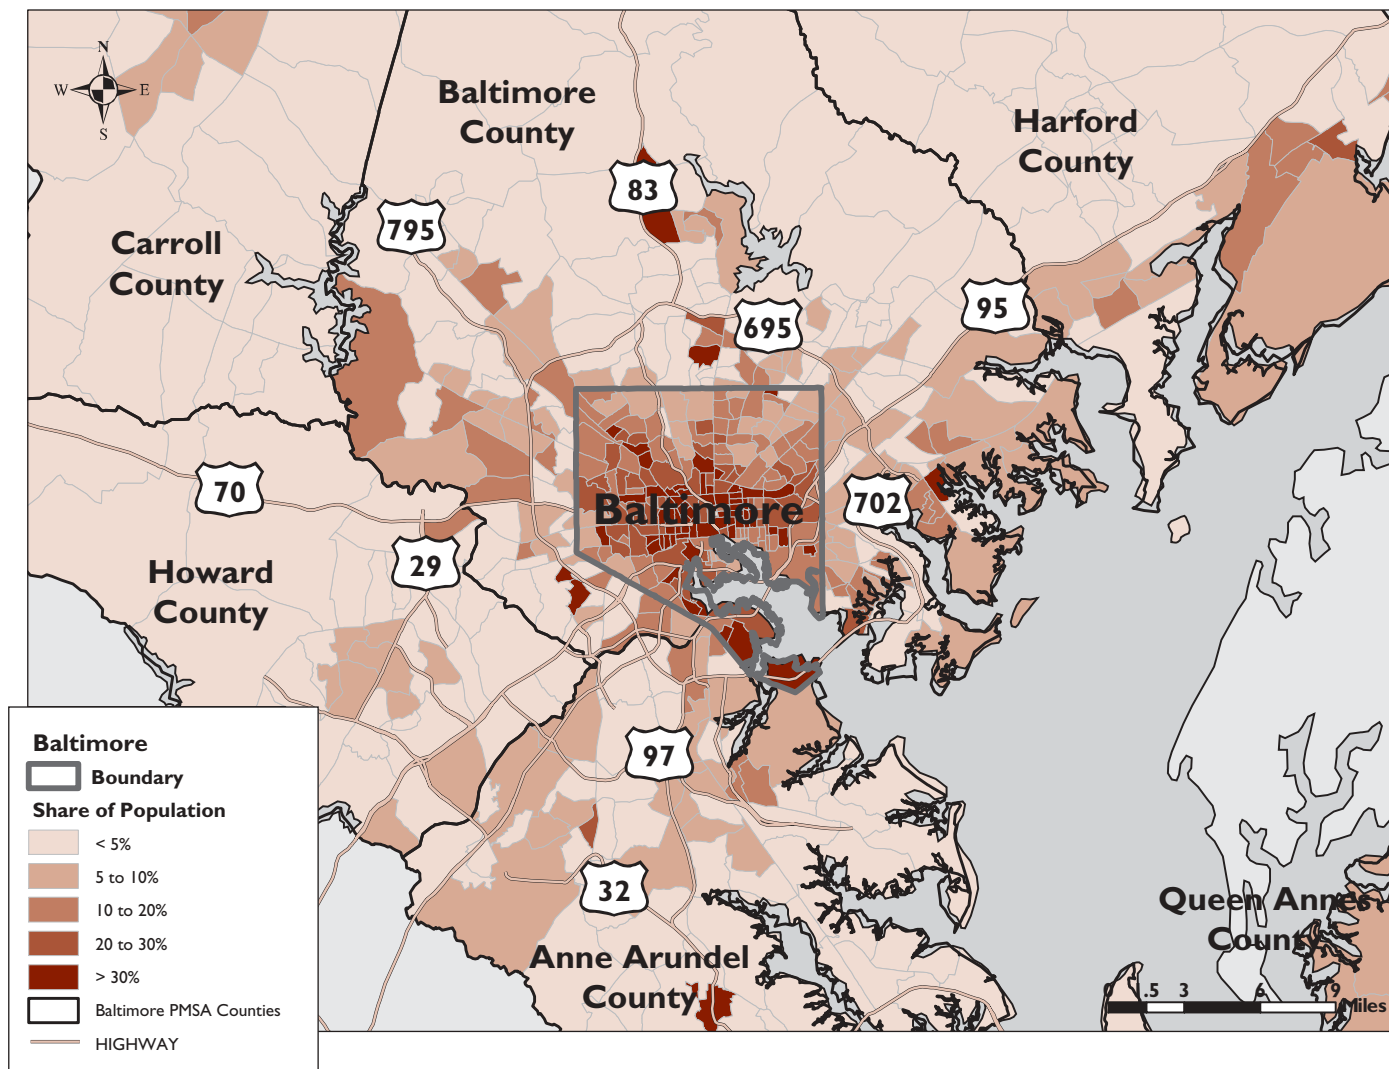 N
W E
S
Baltimore
County
Harford
County
83
795
Carroll
County
95
695
70
Baltimore
702
29
Howard
County
97
32
Queen Annes
County
Anne Arundel
County
0 1.5 3 6 9
Miles
Baltimore
Boundary
Share of Population
< 5%
5 to 10%
10 to 20%
20 to 30%
> 30%
Baltimore PMSA Counties
HIGHWAY